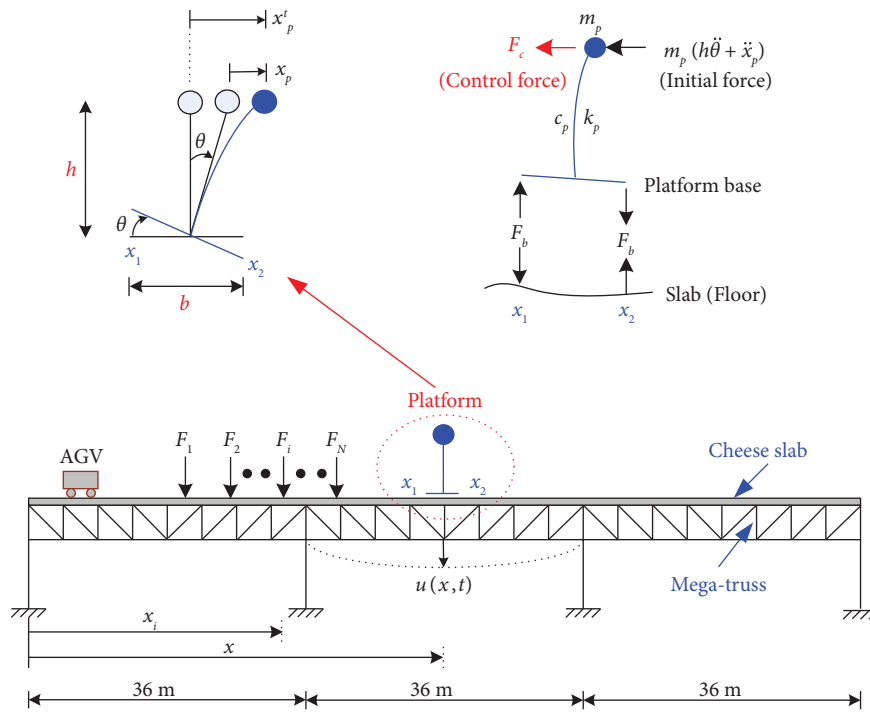 x_p^t
x_p
θ
h
θ
x_1
x_2
b
m_p
F_c
m_p (hθ̈ + ẍ_p)
(Control force)
(Initial force)
c_p
k_p
Platform base
F_b
F_b
Slab (Floor)
x_1
x_2
Platform
AGV
F_1
F_2
F_i
F_N
Cheese slab
x_1
x_2
u (x, t)
Mega-truss
x_i
x
36 m
36 m
36 m